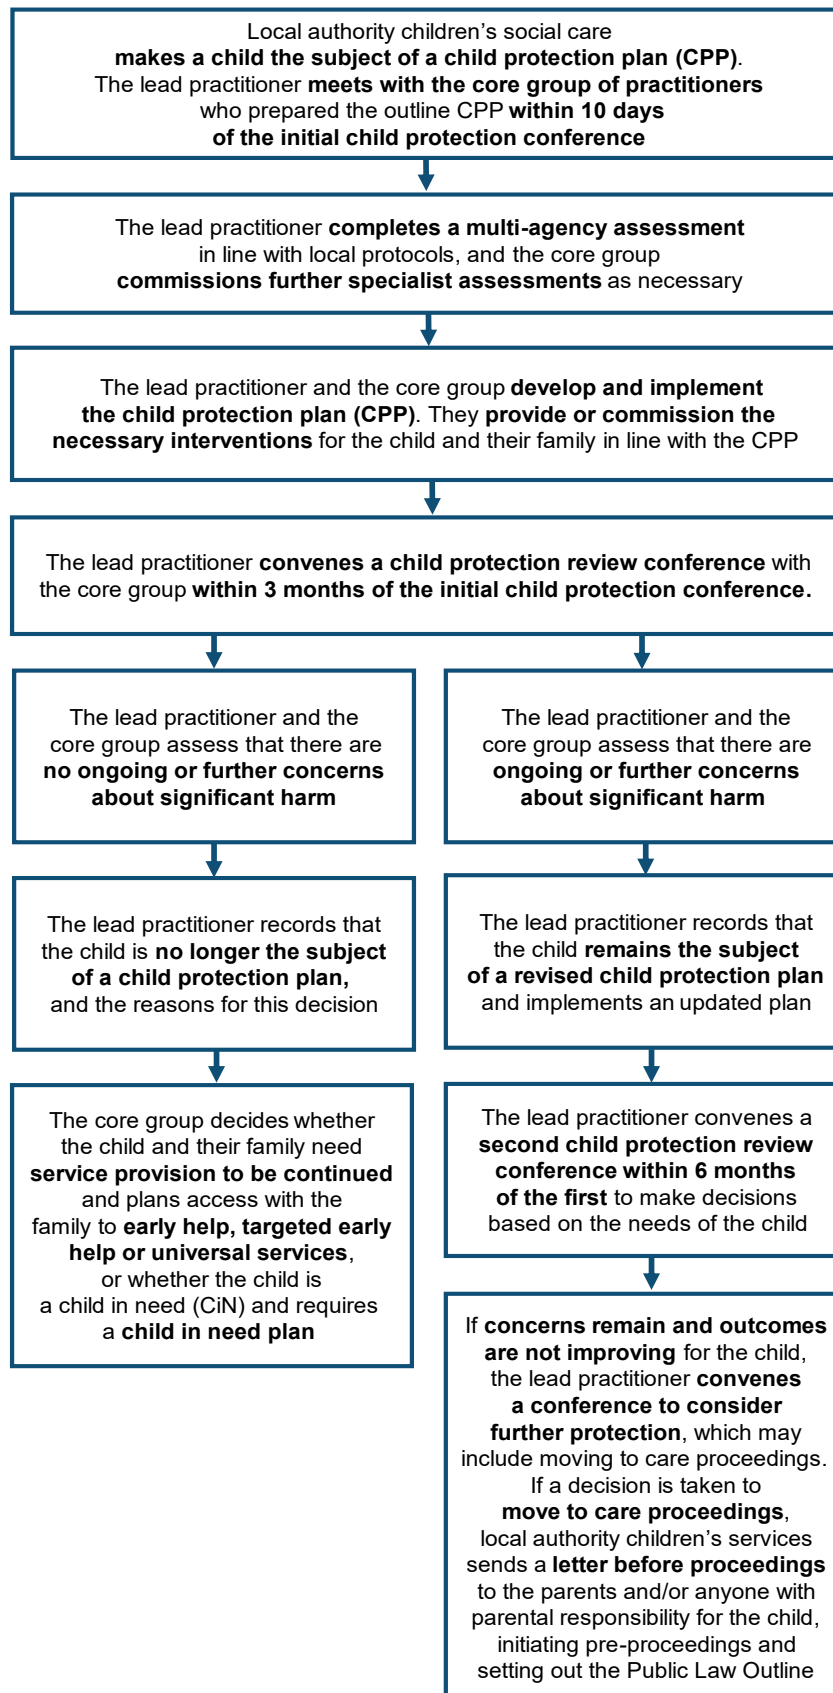 Local authority children’s social care
makes a child the subject of a child protection plan (CPP).
The lead practitioner meets with the core group of practitioners
who prepared the outline CPP within 10 days
of the initial child protection conference
The lead practitioner completes a multi-agency assessment
in line with local protocols, and the core group
commissions further specialist assessments as necessary
The lead practitioner and the core group develop and implement
the child protection plan (CPP). They provide or commission the
necessary interventions for the child and their family in line with the CPP
The lead practitioner convenes a child protection review conference with
the core group within 3 months of the initial child protection conference.
The lead practitioner and the
core group assess that there are
no ongoing or further concerns
about significant harm
The lead practitioner records that
the child is no longer the subject
of a child protection plan,
and the reasons for this decision
The core group decides whether
the child and their family need
service provision to be continued
and plans access with the
family to early help, targeted early
help or universal services,
or whether the child is
a child in need (CiN) and requires
a child in need plan
The lead practitioner and the
core group assess that there are
ongoing or further concerns
about significant harm
The lead practitioner records that
the child remains the subject
of a revised child protection plan
and implements an updated plan
The lead practitioner convenes a
second child protection review
conference within 6 months
of the first to make decisions
based on the needs of the child
If concerns remain and outcomes
are not improving for the child,
the lead practitioner convenes
a conference to consider
further protection, which may
include moving to care proceedings.
If a decision is taken to
move to care proceedings,
local authority children’s services
sends a letter before proceedings
to the parents and/or anyone with
parental responsibility for the child,
initiating pre-proceedings and
setting out the Public Law Outline